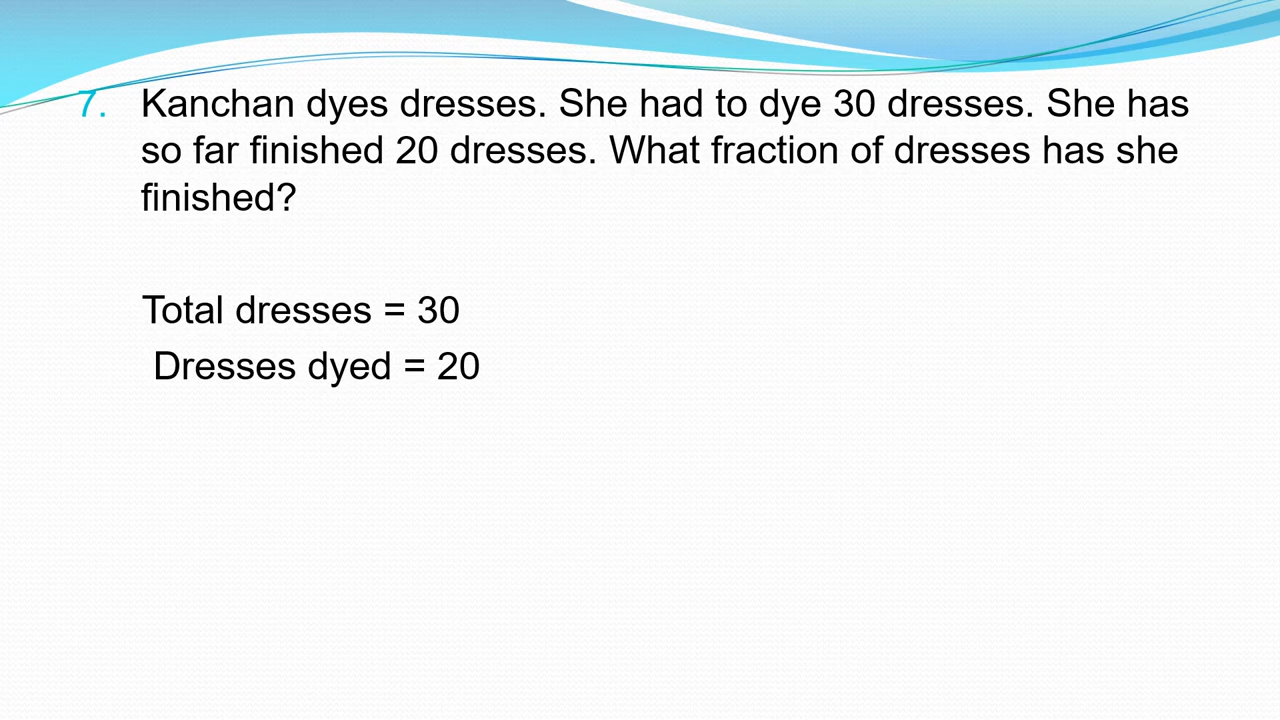 7. Kanchan dyes dresses. She had to dye 30 dresses. She has
so far finished 20 dresses. What fraction of dresses has she
finished?
Total dresses = 30
Dresses dyed = 20